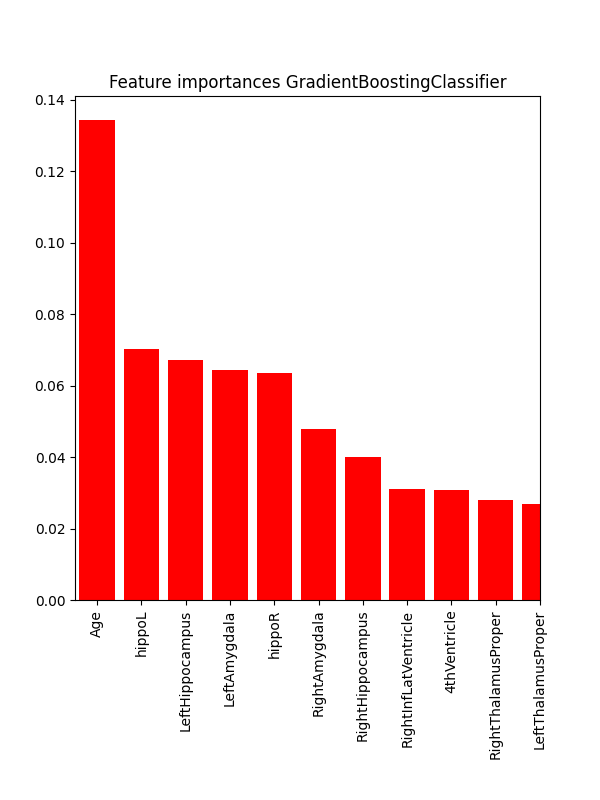 Feature importances GradientBoostingClassifier
0.14
0.12
0.10
0.08
0.06
0.04
0.02
0.00
Age
hippoL
LeftHippocampus
LeftAmygdala
hippoR
RightAmygdala
RightHippocampus
RightInfLatVentricle
4thVentricle
RightThalamusProper
LeftThalamusProper